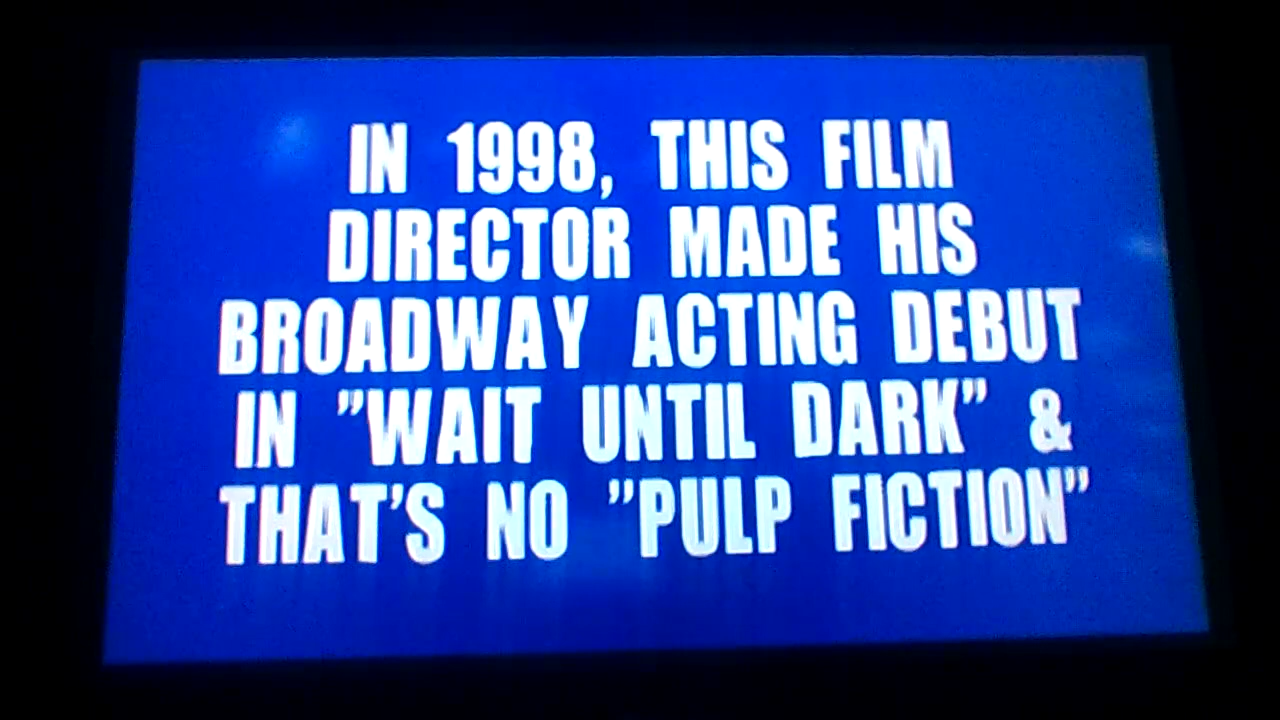 IN 1998, THIS FILM
DIRECTOR MADE HIS
BROADWAY ACTING DEBUT
IN "WAIT UNTIL DARK" &
THAT'S NO "PULP FICTION"